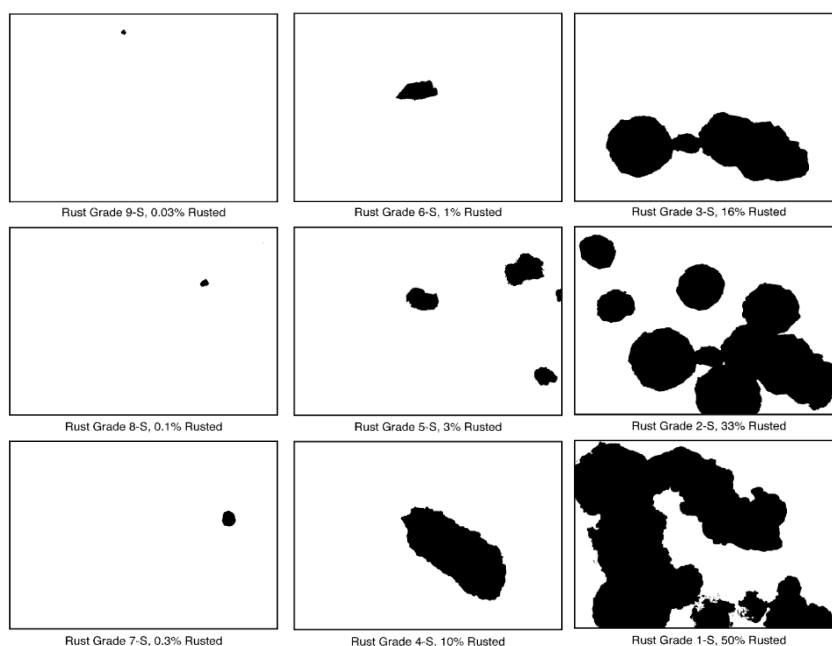 Rust Grade 9-S, 0.03% Rusted
Rust Grade 6-S, 1% Rusted
Rust Grade 3-S, 16% Rusted
Rust Grade 8-S, 0.1% Rusted
Rust Grade 5-S, 3% Rusted
Rust Grade 2-S, 33% Rusted
Rust Grade 7-S, 0.3% Rusted
Rust Grade 4-S, 10% Rusted
Rust Grade 1-S, 50% Rusted